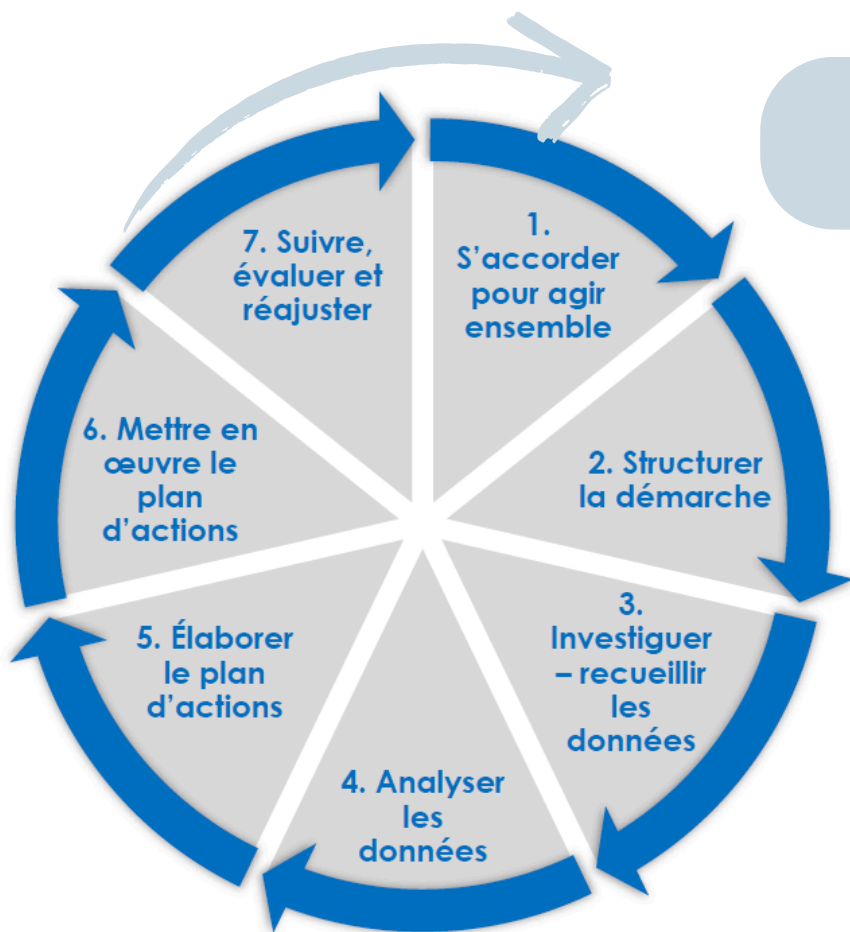 1.
S’accorder
pour agir
ensemble
2. Structurer
la démarche
3.
Investiguer
– recueillir
les
données
4. Analyser
les
données
5. Élaborer
le plan
d’actions
6. Mettre en
œuvre le
plan
d’actions
7. Suivre,
évaluer et
réajuster